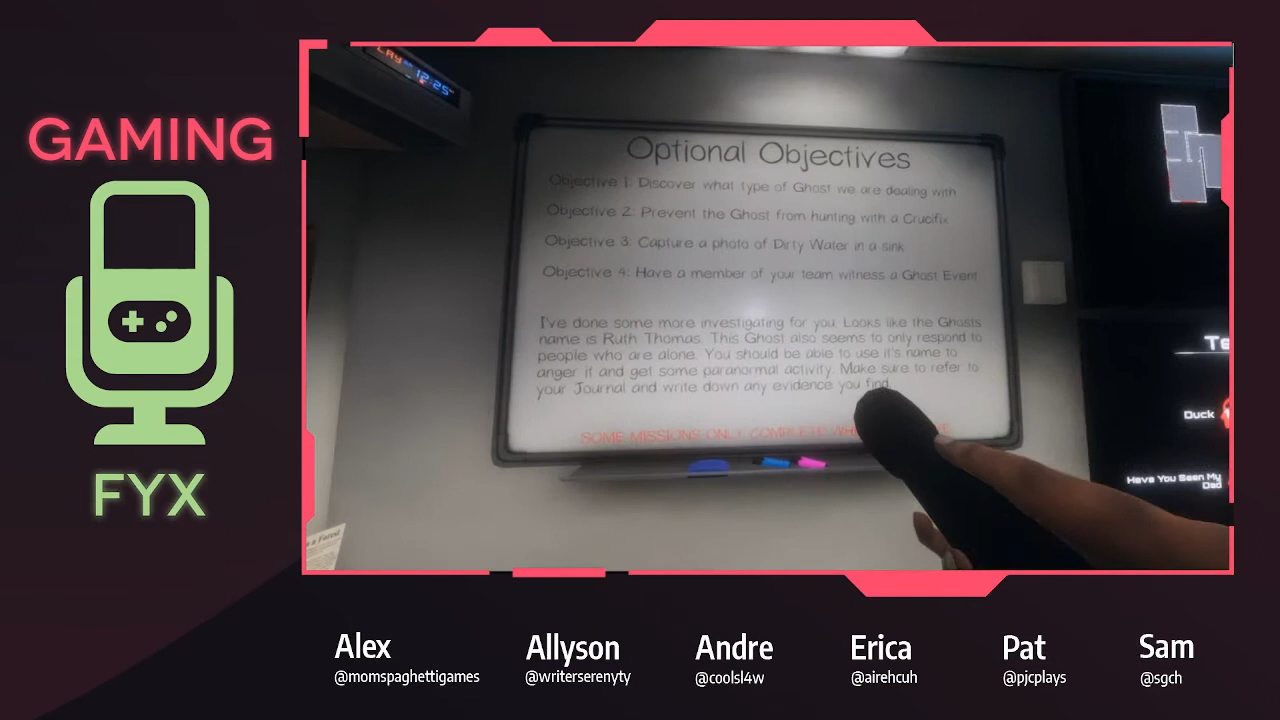 GAMING
FYX
12:25
Optional Objectives
Objective 1: Discover what type of Ghost we are dealing with
Objective 2: Prevent the Ghost from hunting with a Crucifix
Objective 3: Capture a photo of Dirty Water in a sink
Objective 4: Have a member of your team witness a Ghost Event
I've done some more investigating for you. Looks like the Ghosts
name is Ruth Thomas. This Ghost also seems to only respond to
people who are alone. You should be able to use it's name to
anger it and get some paranormal activity. Make sure to refer to
your Journal and write down any evidence you find.
SOME MISSIONS ONLY COMPLETE
Te
Duck
Have You Seen My
Dad
a Forest
Alex
@momspaghettigames
Allyson
@writerserenyty
Andre
@coolsl4w
Erica
@airehcuh
Pat
@pjcplays
Sam
@sgch